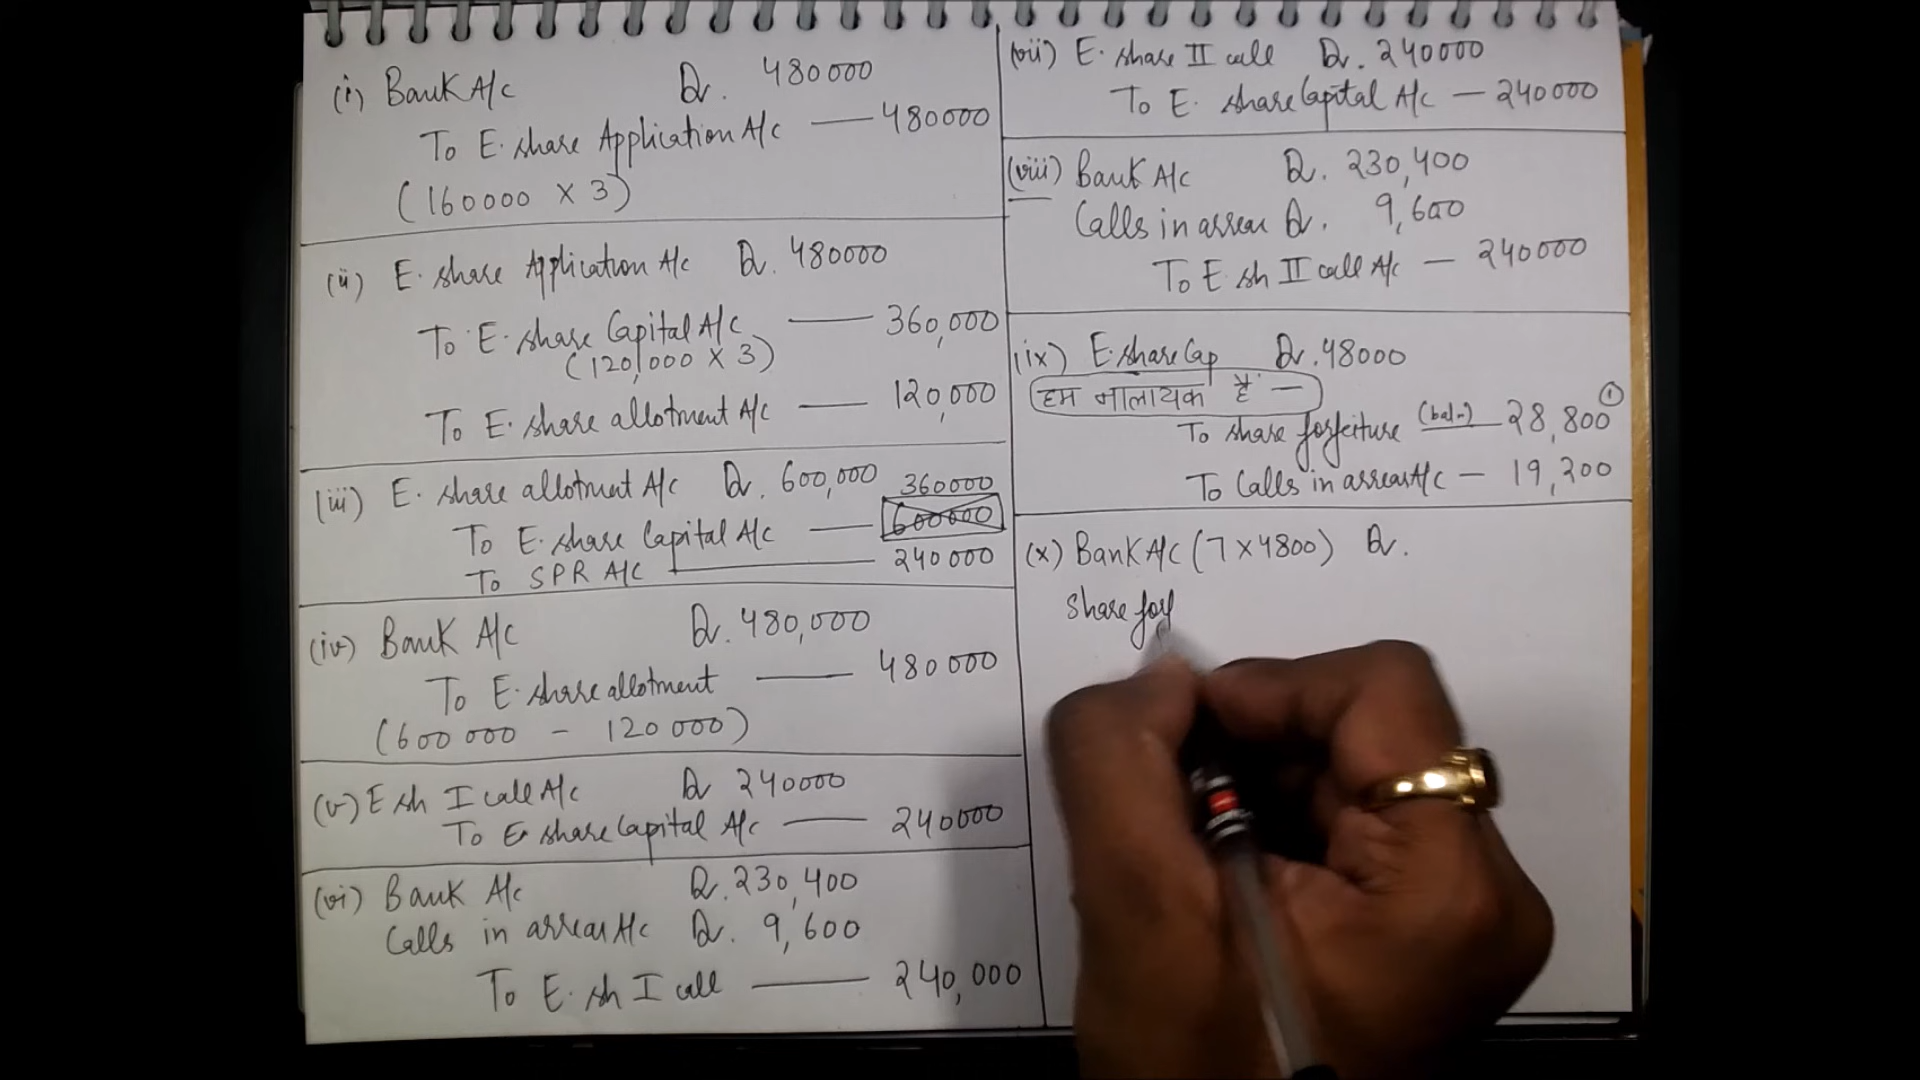 (i) Bank A/c Dr. 480000
To E. share Application A/c — 480000
(160000 X 3)
(ii) E. share Application A/c Dr. 480000
To E. share Capital A/c — 360,000
(120,000 X 3)
To E. share allotment A/c — 120,000
(iii) E. share allotment A/c Dr. 600,000
360000
To E. share Capital A/c — 600000
To SPR A/c — 240000
(iv) Bank A/c Dr. 480,000
To E. share allotment — 480000
(600000 - 120000)
(v) E sh I call A/c Dr 240000
To E share Capital A/c — 240000
(vi) Bank A/c Dr. 230,400
Calls in arrear A/c Dr. 9,600
To E. sh I call — 240,000
(vii) E. share II call Dr. 240000
To E. share Capital A/c — 240000
(viii) Bank A/c Dr. 230,400
Calls in arrear Dr. 9,600
To E sh II call A/c — 240000
(ix) E. share Cap Dr. 48000
हम नालायक हैं —
To share forfeiture (bal-) — 28,800 ①
To Calls in arrear A/c — 19,200
(x) Bank A/c (7 X 4800) Dr.
Share forf